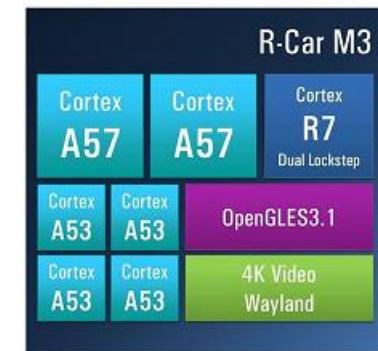 R-Car M3
Cortex
A57
Cortex
A57
Cortex
R7
Dual Lockstep
Cortex
A53
Cortex
A53
OpenGLES3.1
Cortex
A53
Cortex
A53
4K Video
Wayland